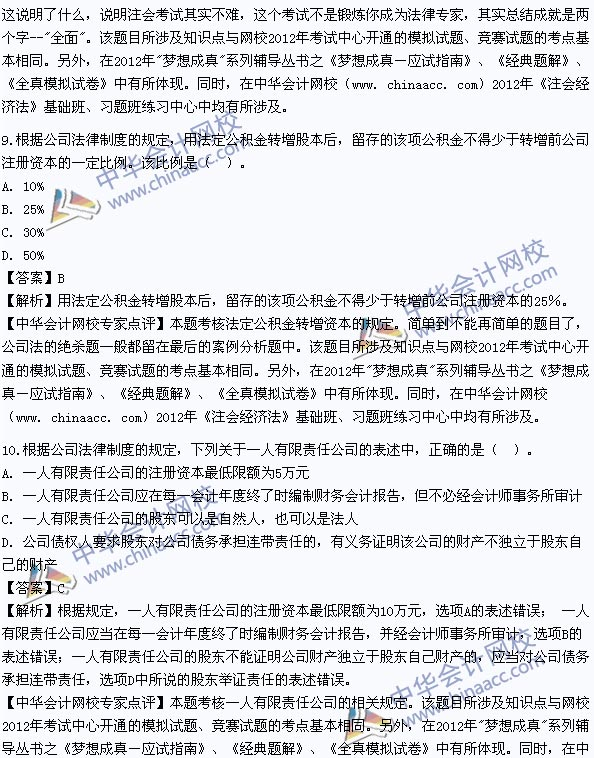 这说明了什么，说明注会考试其实不难，这个考试不是锻炼你成为法律专家，其实总结成就是两
个字--"全面"。该题目所涉及知识点与网校2012年考试中心开通的模拟试题、竞赛试题的考点基
本相同。另外，在2012年"梦想成真"系列辅导丛书之《梦想成真—应试指南》、《经典题解》、
《全真模拟试卷》中有所体现。同时，在中华会计网校（www. chinaacc. com）2012年《注会经
济法》基础班、习题班练习中心中均有所涉及。
9.根据公司法律制度的规定，用法定公积金转增股本后，留存的该项公积金不得少于转增前公司
注册资本的一定比例。该比例是（　）。
A. 10%
B. 25%
C. 30%
D. 50%
【答案】B
【解析】用法定公积金转增股本后，留存的该项公积金不得少于转增前公司注册资本的25%。
【中华会计网校专家点评】本题考核法定公积金转增资本的规定。简单到不能再简单的题目了，
公司法的绝杀题一般都留在最后的案例分析题中。该题目所涉及知识点与网校2012年考试中心开
通的模拟试题、竞赛试题的考点基本相同。另外，在2012年"梦想成真"系列辅导丛书之《梦想成
真—应试指南》、《经典题解》、《全真模拟试卷》中有所体现。同时，在中华会计网校
（www. chinaacc. com）2012年《注会经济法》基础班、习题班练习中心中均有所涉及。
10.根据公司法律制度的规定，下列关于一人有限责任公司的表述中，正确的是（　）。
A. 一人有限责任公司的注册资本最低限额为5万元
B. 一人有限责任公司应在每一会计年度终了时编制财务会计报告，但不必经会计师事务所审计
C. 一人有限责任公司的股东可以是自然人，也可以是法人
D. 公司债权人要求股东对公司债务承担连带责任的，有义务证明该公司的财产不独立于股东自
己的财产
【答案】C
【解析】根据规定，一人有限责任公司的注册资本最低限额为10万元，选项A的表述错误； 一人
有限责任公司应当在每一会计年度终了时编制财务会计报告，并经会计师事务所审计，选项B的
表述错误；一人有限责任公司的股东不能证明公司财产独立于股东自己财产的，应当对公司债务
承担连带责任，选项D中所说的股东举证责任的表述错误。
【中华会计网校专家点评】本题考核一人有限责任公司的相关规定。该题目所涉及知识点与网校
2012年考试中心开通的模拟试题、竞赛试题的考点基本相同。另外，在2012年"梦想成真"系列辅
导丛书之《梦想成真—应试指南》、《经典题解》、《全真模拟试卷》中有所体现。同时，在中
中华会计网校
www.chinaacc.com
中华会计网校
www.chinaacc.com
中华会计网校
www.chinaacc.com
中华会计网校
www.chinaacc.com